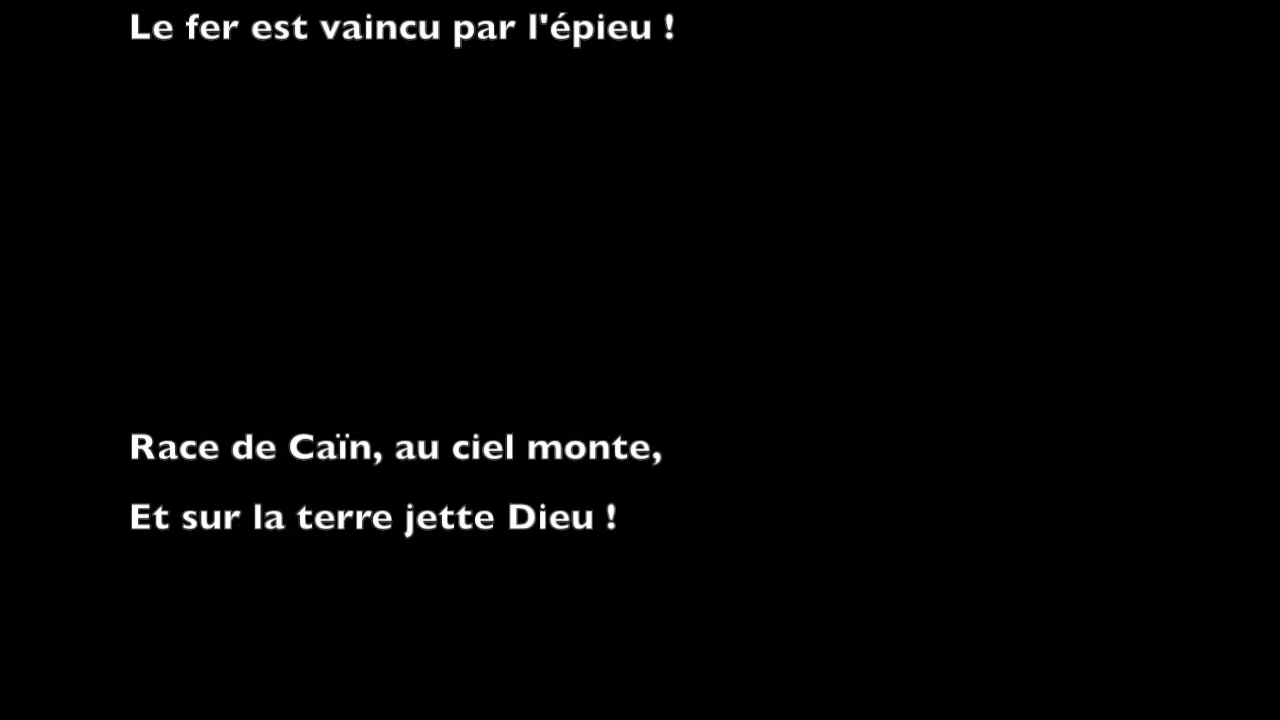 Le fer est vaincu par l'épieu !
Race de Caïn, au ciel monte,
Et sur la terre jette Dieu !